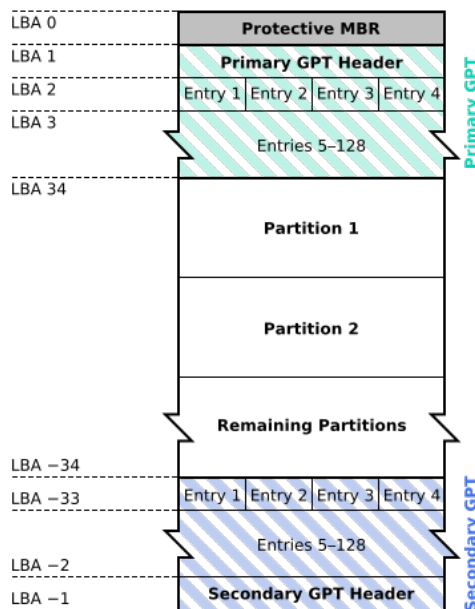 LBA 0
Protective MBR
LBA 1
Primary GPT Header
LBA 2
Entry 1 Entry 2 Entry 3 Entry 4
LBA 3
Entries 5–128
Primary GPT
LBA 34
Partition 1
Partition 2
Remaining Partitions
LBA −34
LBA −33
Entry 1 Entry 2 Entry 3 Entry 4
Entries 5–128
LBA −2
Secondary GPT Header
LBA −1
Secondary GPT